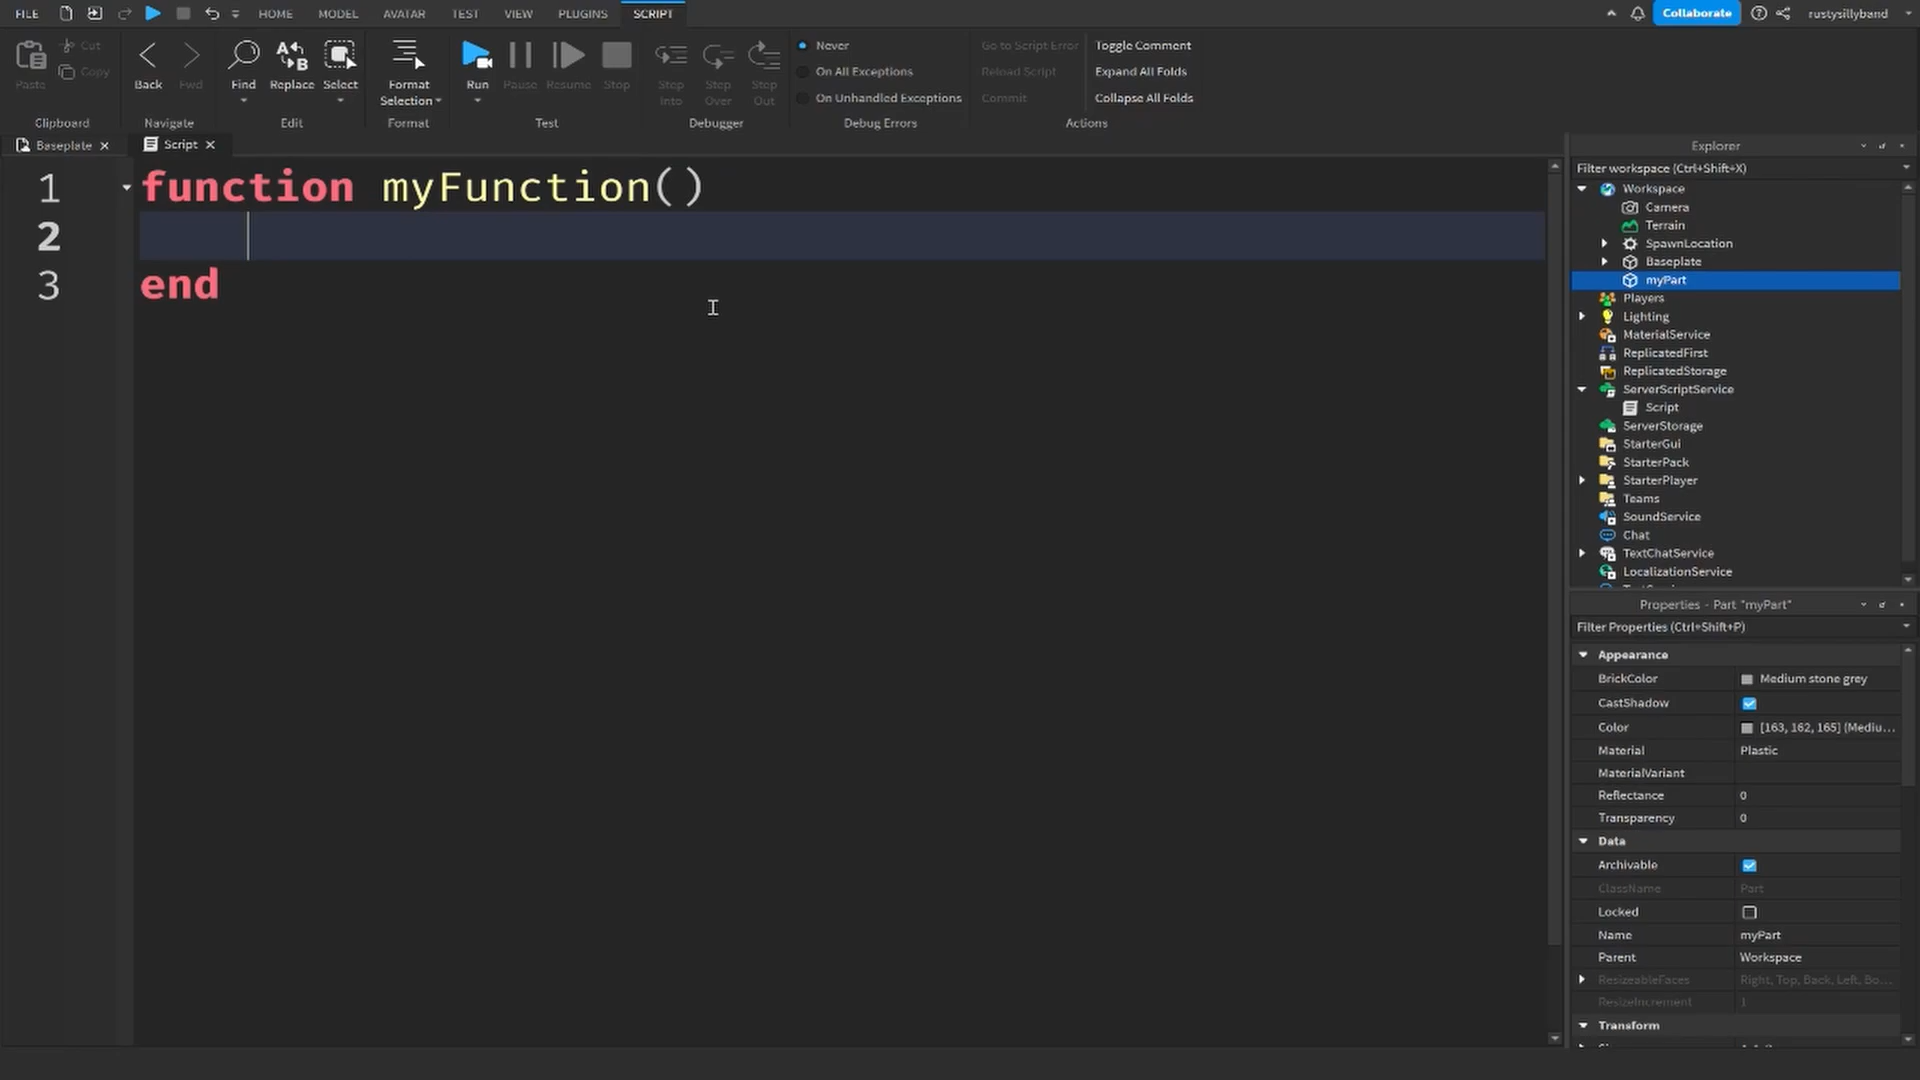 FILE HOME MODEL AVATAR TEST VIEW PLUGINS SCRIPT Collaborate rustysillyband
Paste Cut Copy
Back Fwd
Find Replace Select
Format Selection
Run Pause Resume Stop
Step Into Step Over Step Out
Never
On All Exceptions
On Unhandled Exceptions
Go to Script Error
Reload Script
Commit
Toggle Comment
Expand All Folds
Collapse All Folds
Clipboard Navigate Edit Format Test Debugger Debug Errors Actions
Baseplate Script
1 function myFunction()
2
3 end
Explorer
Filter workspace (Ctrl+Shift+X)
Workspace
Camera
Terrain
SpawnLocation
Baseplate
myPart
Players
Lighting
MaterialService
ReplicatedFirst
ReplicatedStorage
ServerScriptService
Script
ServerStorage
StarterGui
StarterPack
StarterPlayer
Teams
SoundService
Chat
TextChatService
LocalizationService
Properties - Part "myPart"
Filter Properties (Ctrl+Shift+P)
Appearance
BrickColor Medium stone grey
CastShadow
Color [163, 162, 165] (Mediu...
Material Plastic
MaterialVariant
Reflectance 0
Transparency 0
Data
Archivable
ClassName Part
Locked
Name myPart
Parent Workspace
ResizeableFaces Right, Top, Back, Left, Bo...
ResizeIncrement 1
Transform